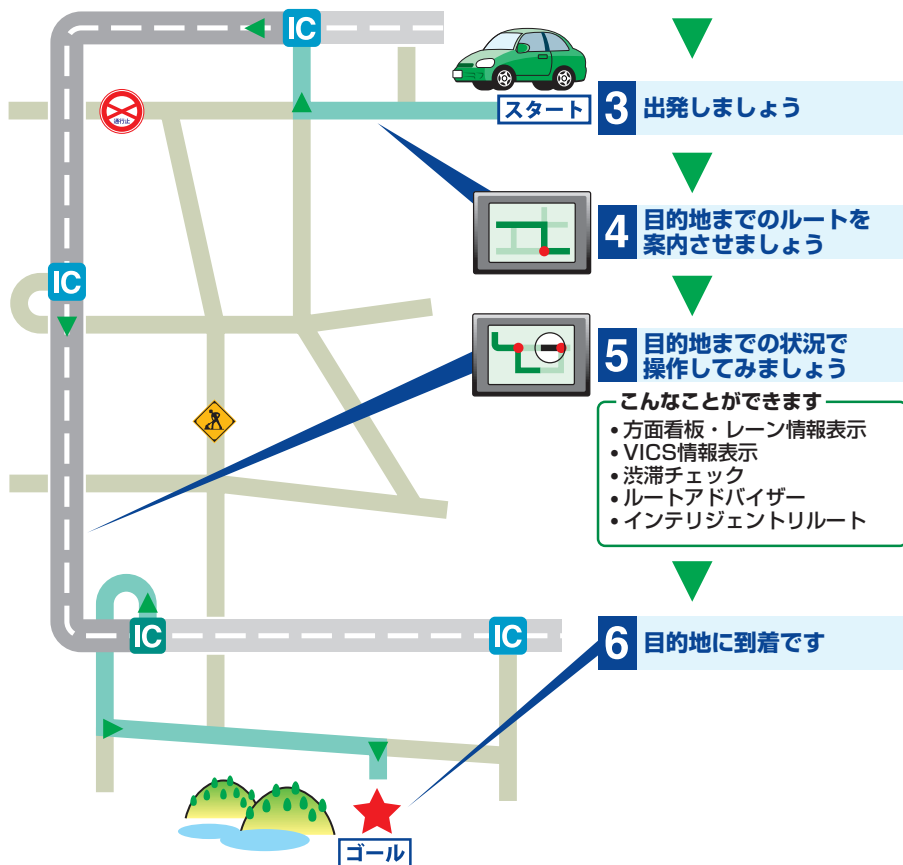 IC
スタート
通行止
3 出発しましょう
4 目的地までのルートを
案内させましょう
IC
5 目的地までの状況で
操作してみましょう
こんなことができます
• 方面看板・レーン情報表示
• VICS情報表示
• 渋滞チェック
• ルートアドバイザー
• インテリジェントリルート
IC
IC
6 目的地に到着です
ゴール